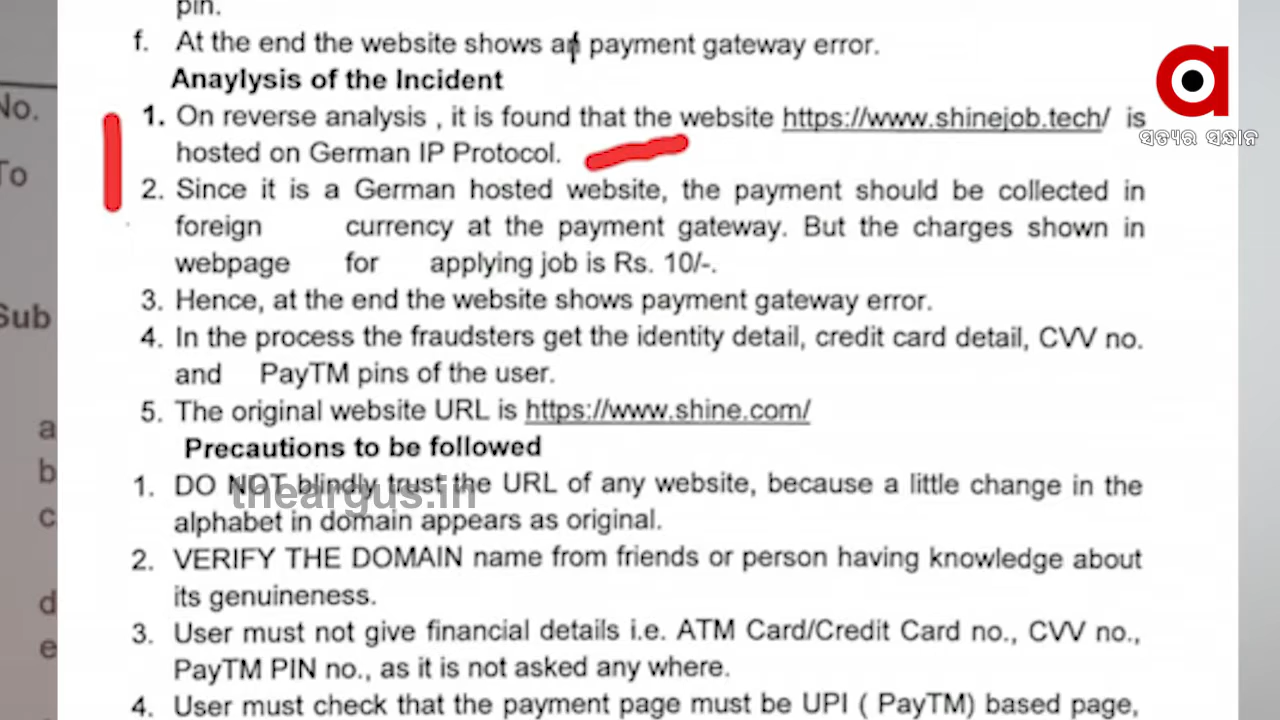 pin.
f. At the end the website shows an payment gateway error.
Anaylysis of the Incident
1. On reverse analysis , it is found that the website https://www.shinejob.tech/ is
hosted on German IP Protocol.
2. Since it is a German hosted website, the payment should be collected in
foreign currency at the payment gateway. But the charges shown in
webpage for applying job is Rs. 10/-.
3. Hence, at the end the website shows payment gateway error.
4. In the process the fraudsters get the identity detail, credit card detail, CVV no.
and PayTM pins of the user.
5. The original website URL is https://www.shine.com/
Precautions to be followed
1. DO NOT blindly trust the URL of any website, because a little change in the
alphabet in domain appears as original.
2. VERIFY THE DOMAIN name from friends or person having knowledge about
its genuineness.
3. User must not give financial details i.e. ATM Card/Credit Card no., CVV no.,
PayTM PIN no., as it is not asked any where.
4. User must check that the payment page must be UPI ( PayTM) based page,
theargus.in
a
ସତ୍ୟର ସନ୍ଧାନ
No.
To
Sub
a
b
c
d
e